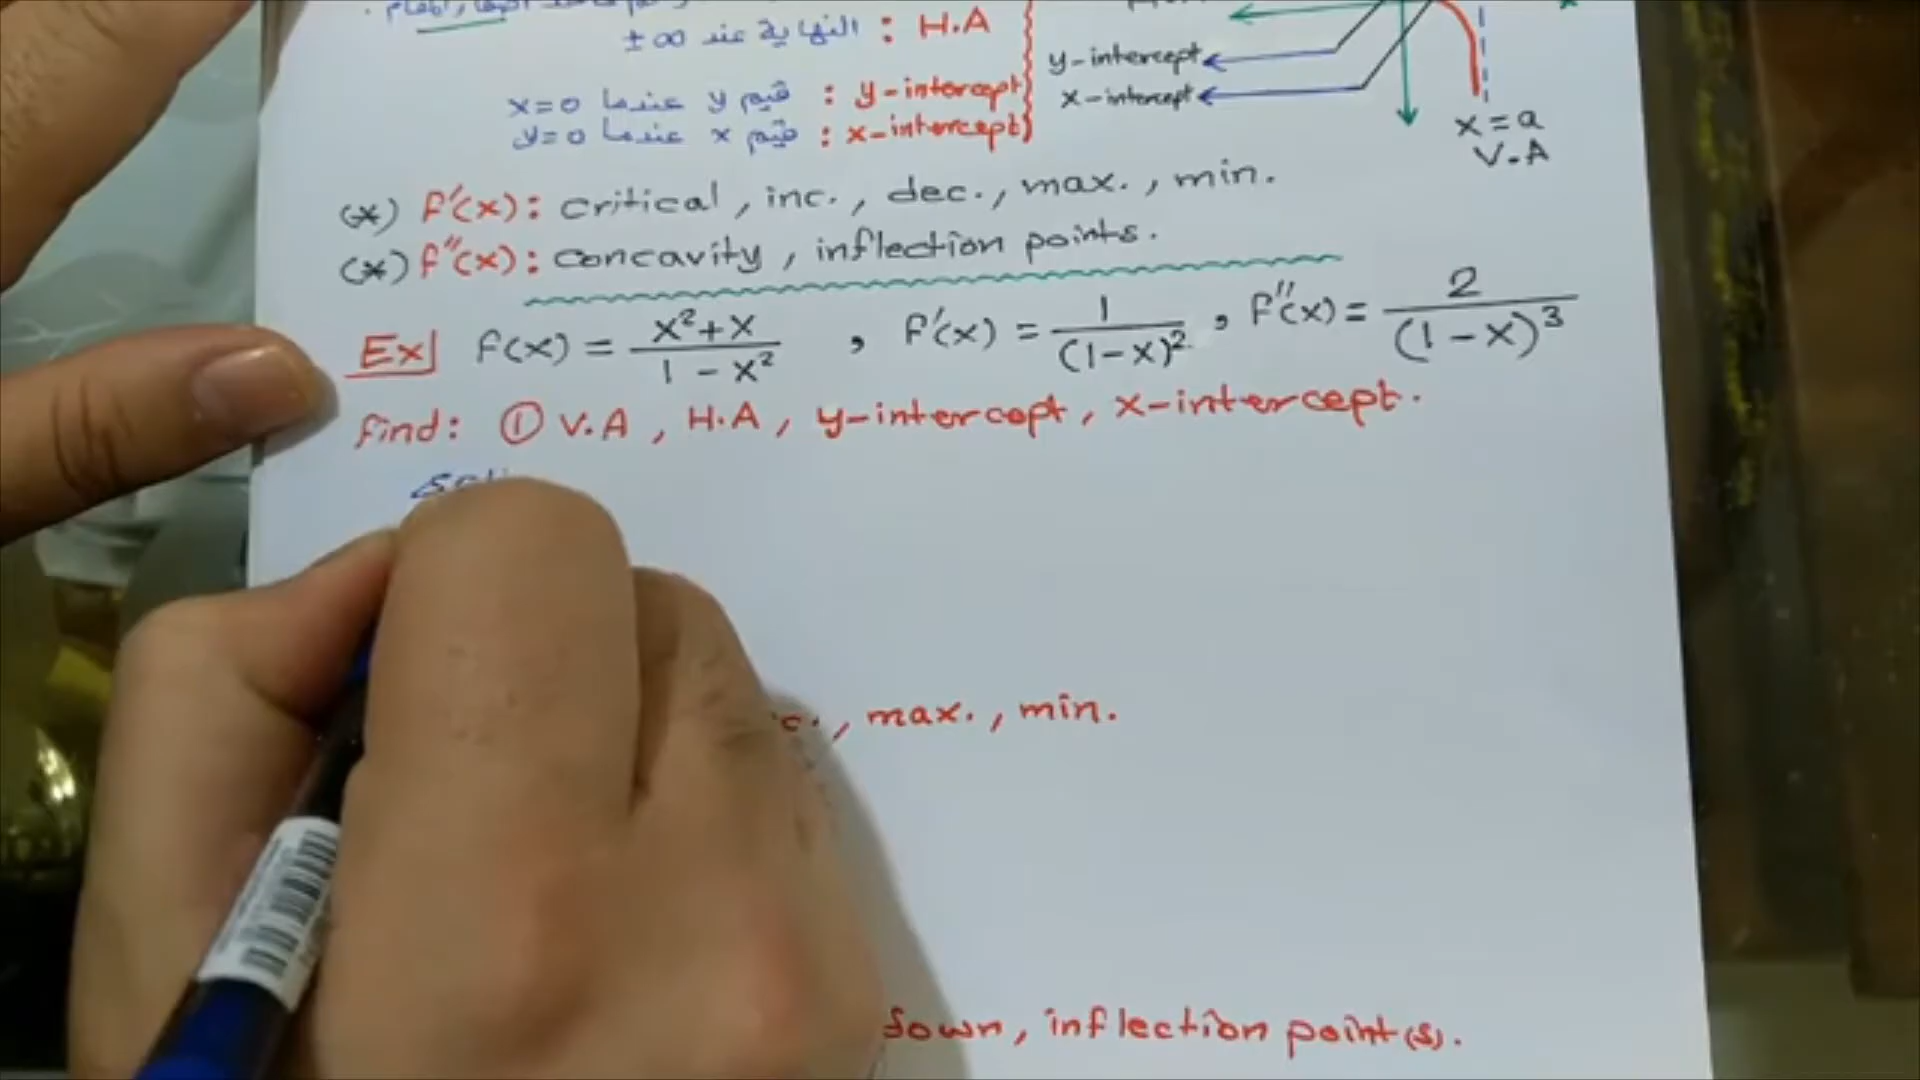 ± ∞ النهاية عند : H.A
x=0 قيم y عندما : y-intercept
y=0 قيم x عندما : x-intercept
y-intercept
x-intercept
x=a
V.A
(*) f'(x): critical, inc., dec., max., min.
(*) f''(x): concavity, inflection points.
Ex] f(x) = (x²+x)/(1-x²) , f'(x) = 1/(1-x)² , f''(x) = 2/(1-x)³
find: ① V.A, H.A, y-intercept, x-intercept.
c., max., min.
down, inflection point(s).